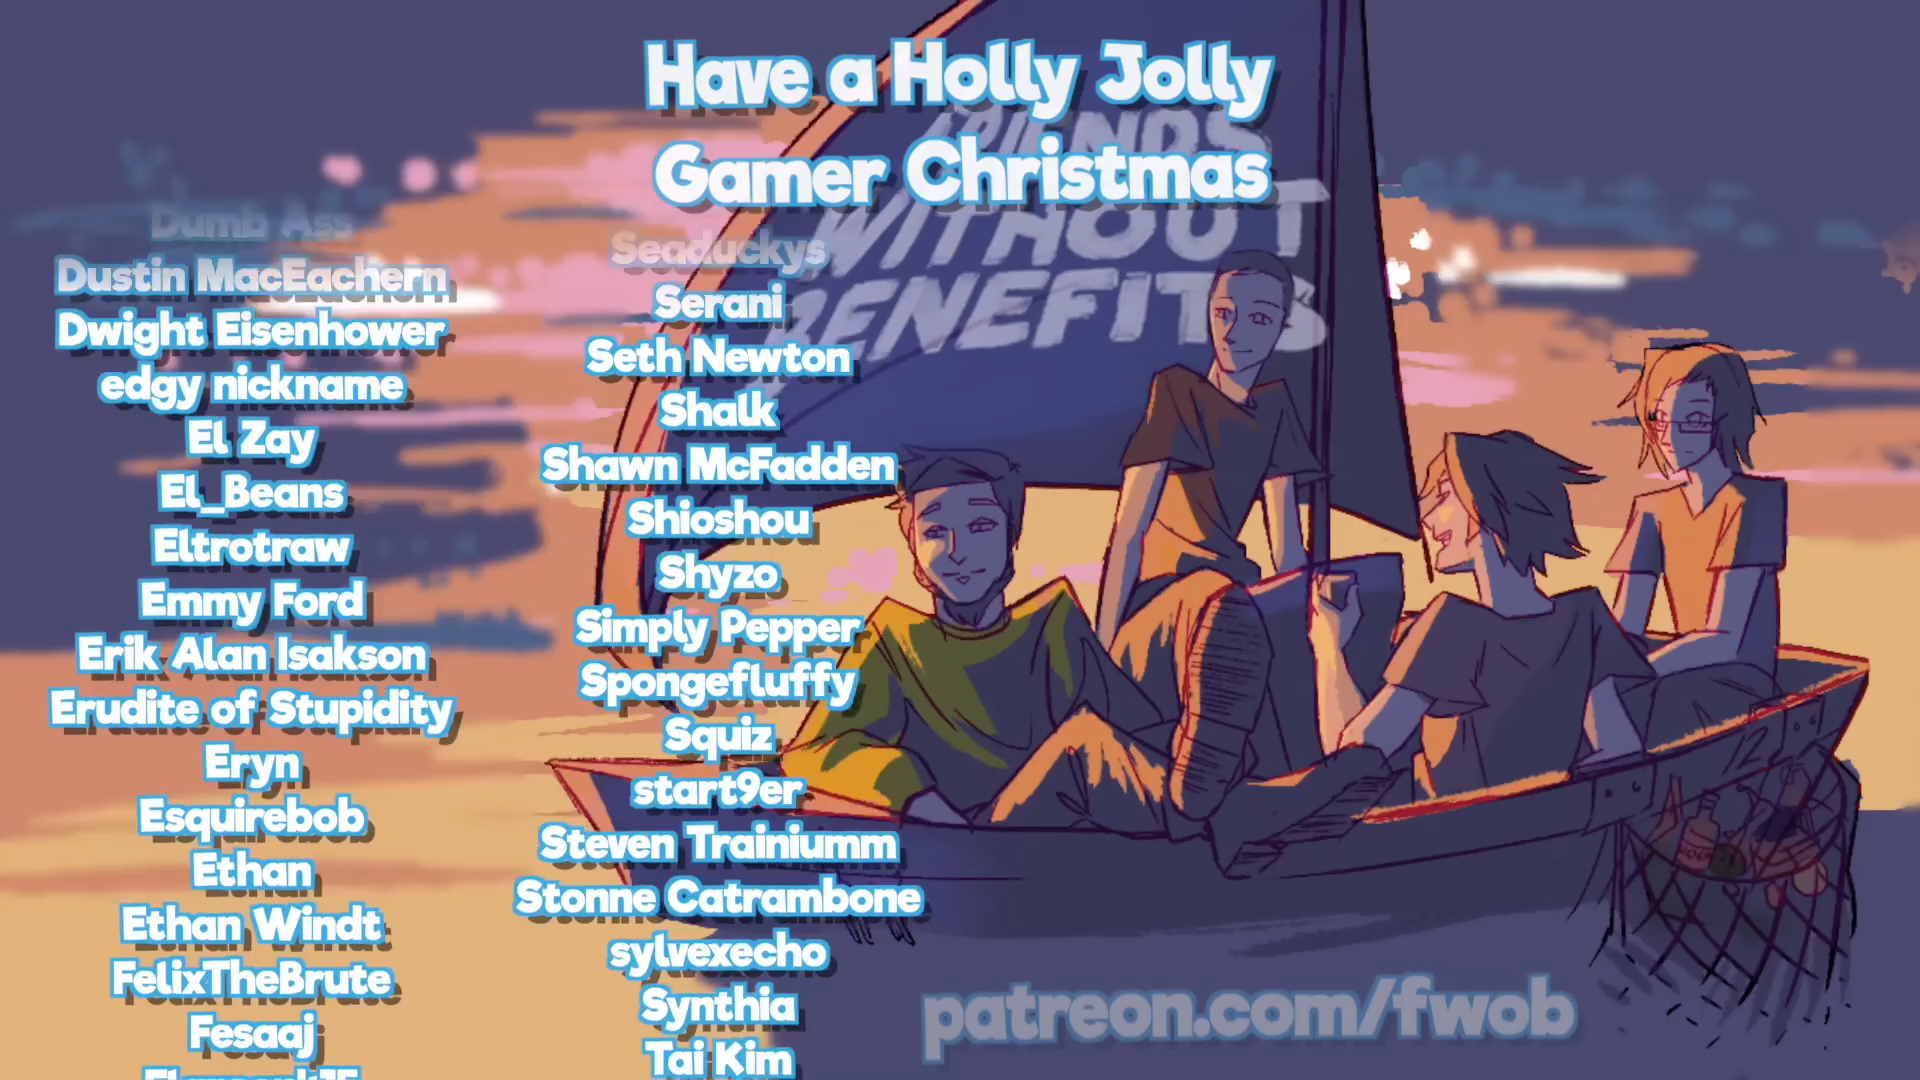 Have a Holly Jolly
Gamer Christmas
WITHOUT
BENEFITS
Dumb Ass
Dustin MacEachern
Dwight Eisenhower
edgy nickname
El Zay
El_Beans
Eltrotraw
Emmy Ford
Erik Alan Isakson
Erudite of Stupidity
Eryn
Esquirebob
Ethan
Ethan Windt
FelixTheBrute
Fesaaj
Seaduckys
Serani
Seth Newton
Shalk
Shawn McFadden
Shioshou
Shyzo
Simply Pepper
Spongefluffy
Squiz
start9er
Steven Trainiumm
Stonne Catrambone
sylvexecho
Synthia
Tai Kim
patreon.com/fwob